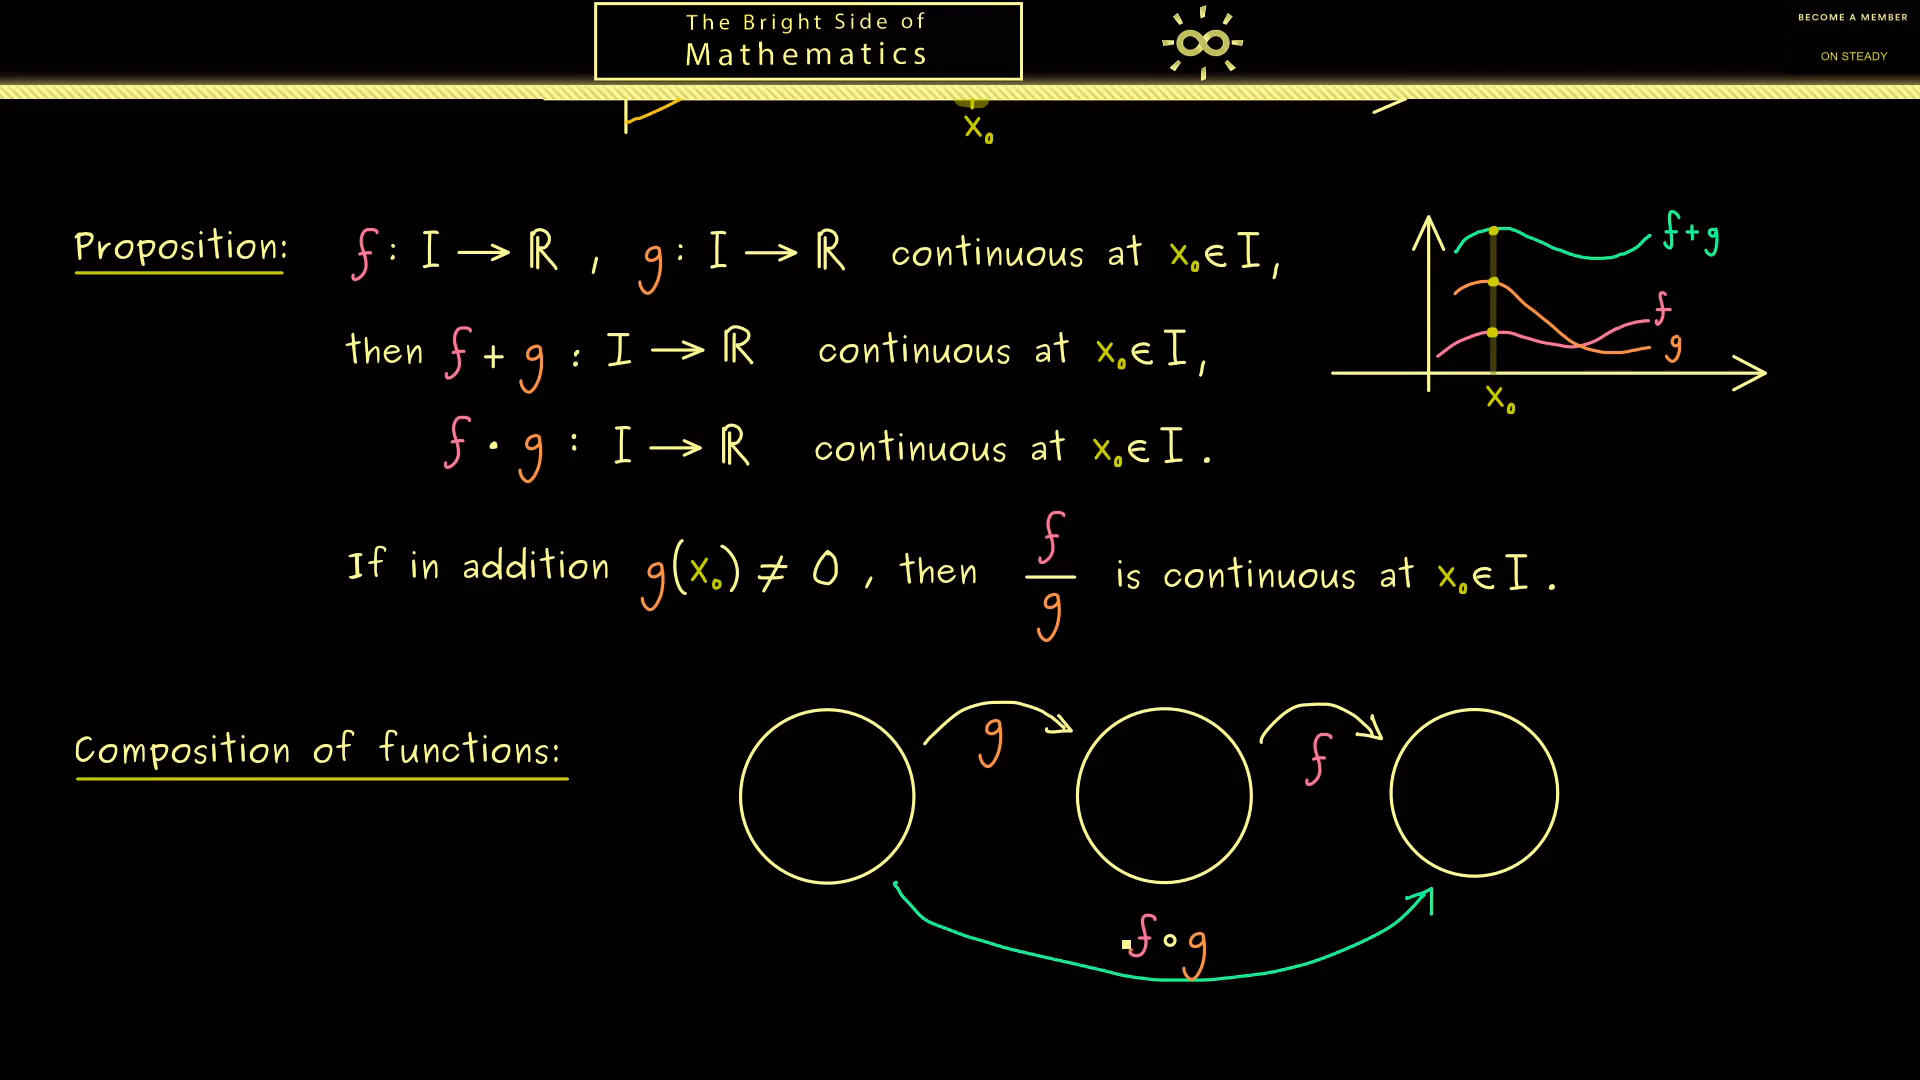 The Bright Side of
Mathematics
BECOME A MEMBER
ON STEADY
x₀
Proposition: f: I → ℝ , g: I → ℝ continuous at x₀ ∈ I,
then f + g : I → ℝ continuous at x₀ ∈ I,
f · g : I → ℝ continuous at x₀ ∈ I .
f+g
f
g
x₀
If in addition g(x₀) ≠ 0 , then f/g is continuous at x₀ ∈ I .
Composition of functions:
g
f
f∘g